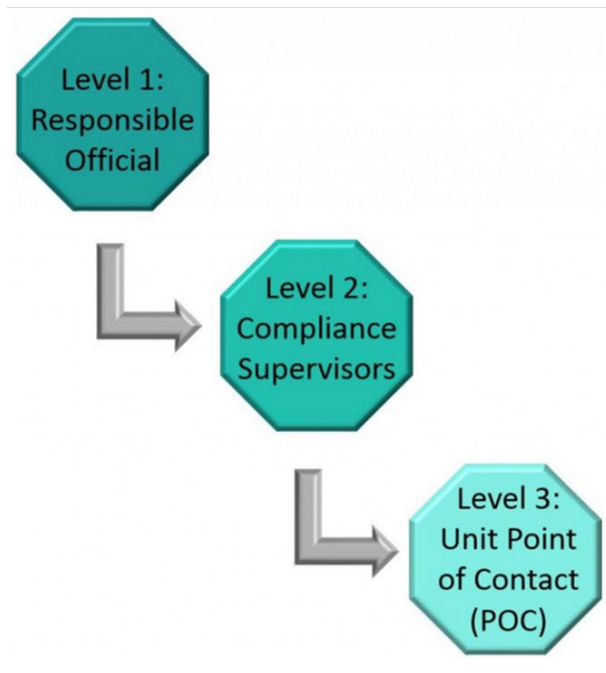 Level 1:
Responsible
Official
Level 2:
Compliance
Supervisors
Level 3:
Unit Point
of Contact
(POC)